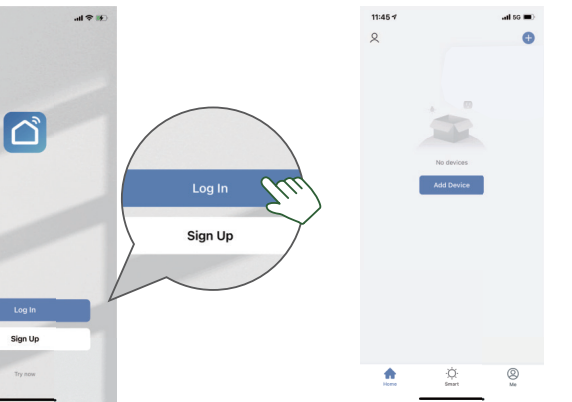 Log In
Sign Up
Try now
Log In
Sign Up
11:45
5G
No devices
Add Device
Home
Smart
Me